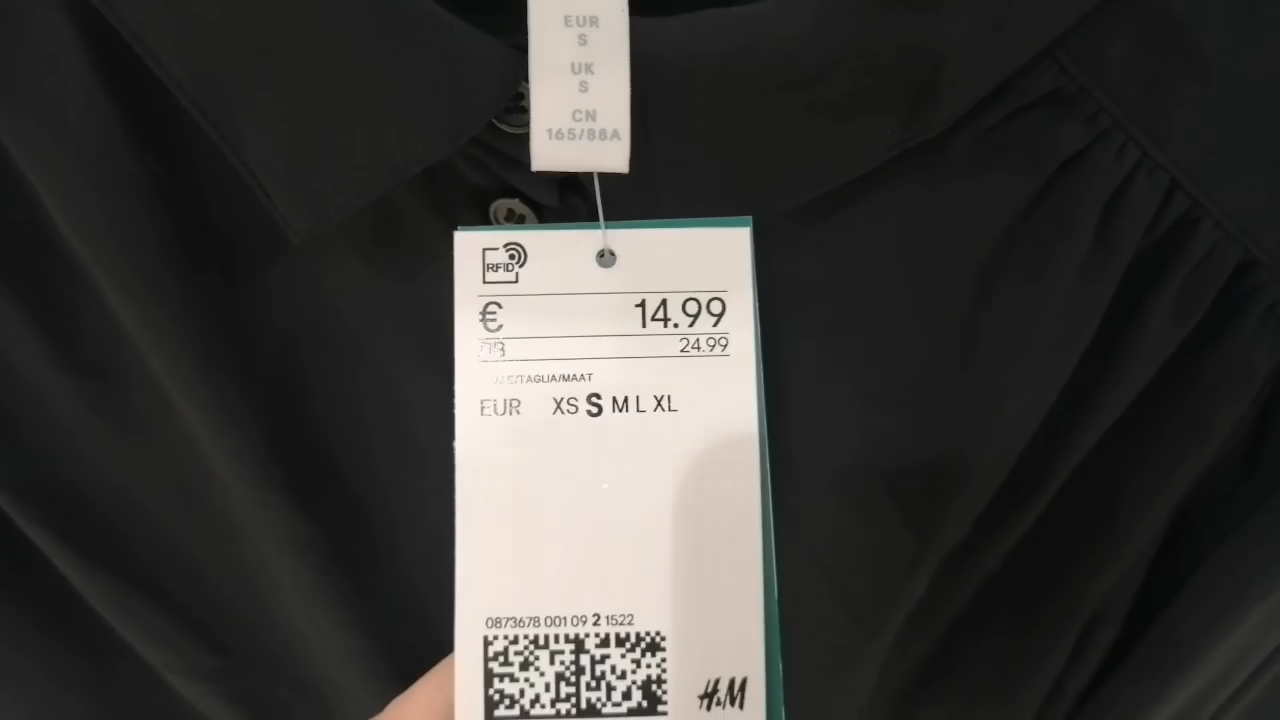 EUR
S
UK
S
CN
165/88A
RFID
€ 14.99
24.99
/TAGLIA/MAAT
EUR XS S M L XL
0873678 001 09 2 1522
H&M